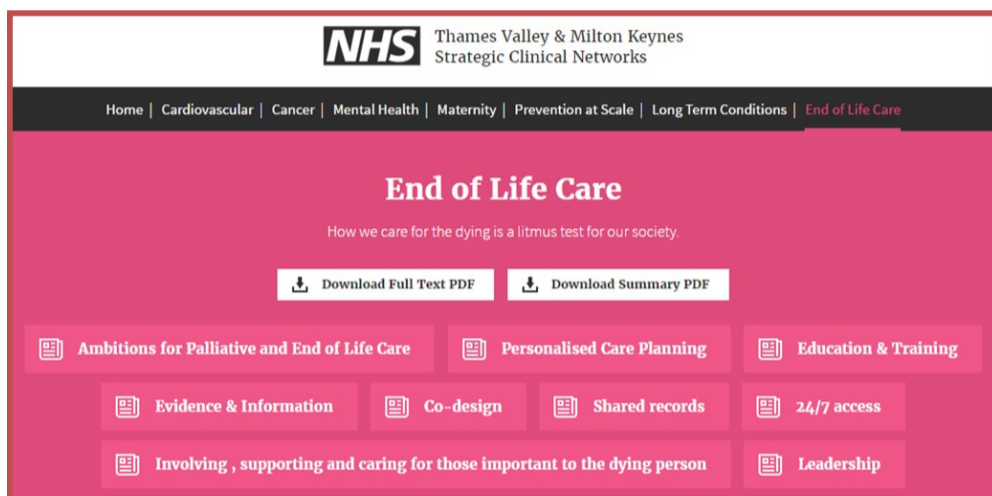 NHS Thames Valley & Milton Keynes
Strategic Clinical Networks
Home | Cardiovascular | Cancer | Mental Health | Maternity | Prevention at Scale | Long Term Conditions | End of Life Care
End of Life Care
How we care for the dying is a litmus test for our society.
Download Full Text PDF Download Summary PDF
Ambitions for Palliative and End of Life Care Personalised Care Planning Education & Training
Evidence & Information Co-design Shared records 24/7 access
Involving , supporting and caring for those important to the dying person Leadership